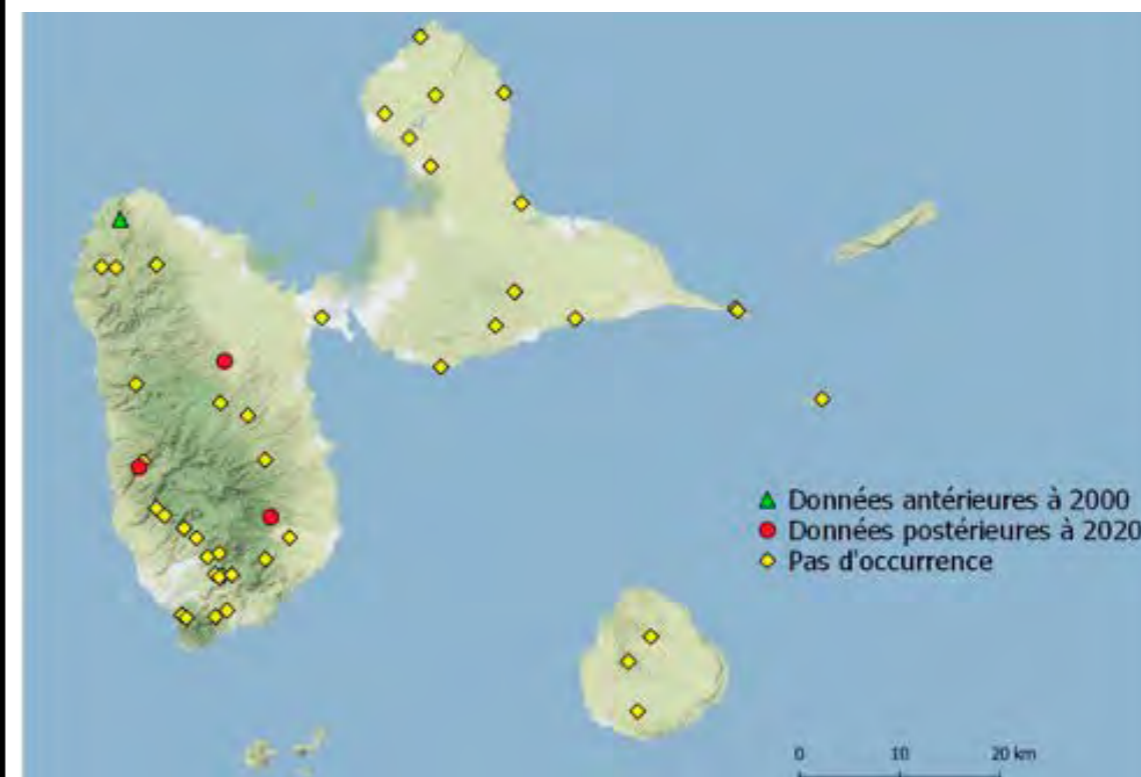 Données antérieures à 2000
Données postérieures à 2020
Pas d'occurrence
0 10 20 km